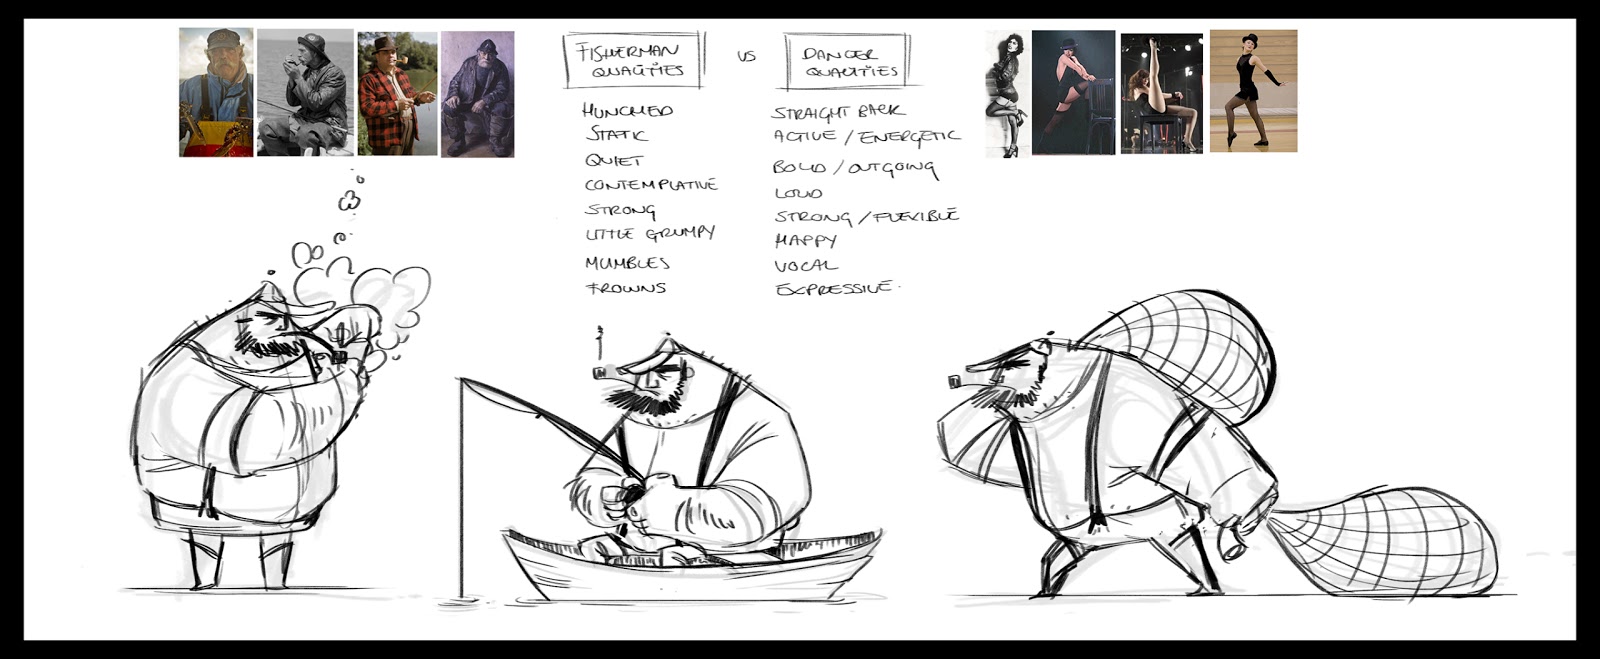 FISHERMAN
QUALITIES
VS
DANCER
QUALITIES
HUNCHED
STATIC
QUIET
CONTEMPLATIVE
STRONG
LITTLE GRUMPY
MUMBLES
FROWNS
STRAIGHT BACK
ACTIVE / ENERGETIC
BOLD / OUTGOING
LOUD
STRONG / FLEXIBLE
HAPPY
VOCAL
EXPRESSIVE.